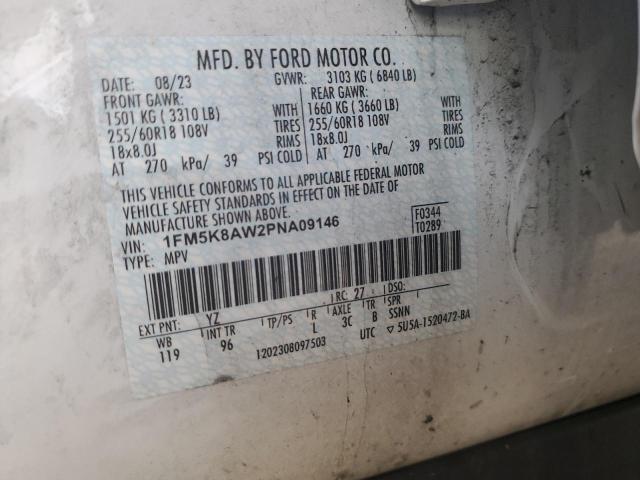 MFD. BY FORD MOTOR CO.
DATE: 08/23 GVWR: 3103 KG ( 6840 LB)
FRONT GAWR: REAR GAWR:
1501 KG ( 3310 LB) WITH 1660 KG ( 3660 LB) WITH
255/60R18 108V TIRES 255/60R18 108V TIRES
18x8.0J RIMS 18x8.0J RIMS
AT 270 kPa/ 39 PSI COLD AT 270 kPa/ 39 PSI COLD
THIS VEHICLE CONFORMS TO ALL APPLICABLE FEDERAL MOTOR
VEHICLE SAFETY STANDARDS IN EFFECT ON THE DATE OF
MANUFACTURE SHOWN ABOVE.
VIN: 1FM5K8AW2PNA09146 F0344
TYPE: MPV T0289
EXT PNT: YZ RC: 27 DSO:
WB INT TR TP/PS R AXLE TR SPR
119 96 L 3C B SSNN
1202308097503 UTC 5U5A-1520472-BA